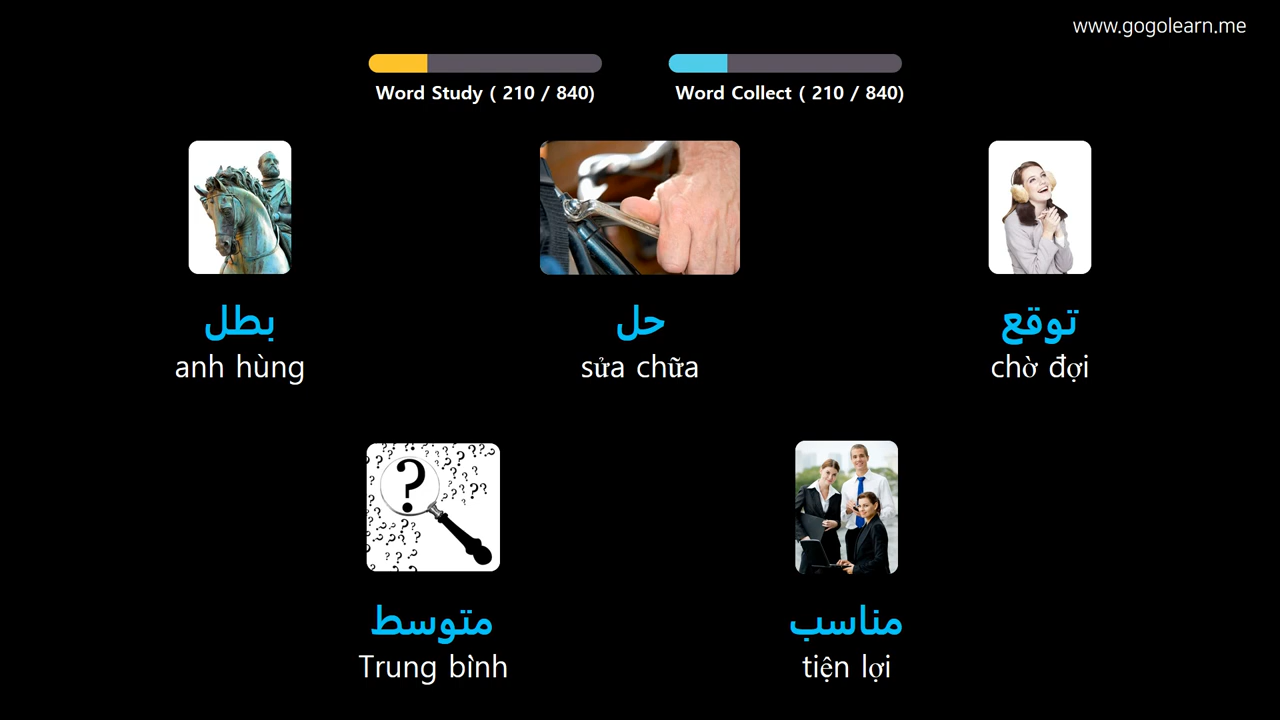 www.gogolearn.me
Word Study ( 210 / 840)
Word Collect ( 210 / 840)
بطل
anh hùng
حل
sửa chữa
توقع
chờ đợi
متوسط
Trung bình
مناسب
tiện lợi